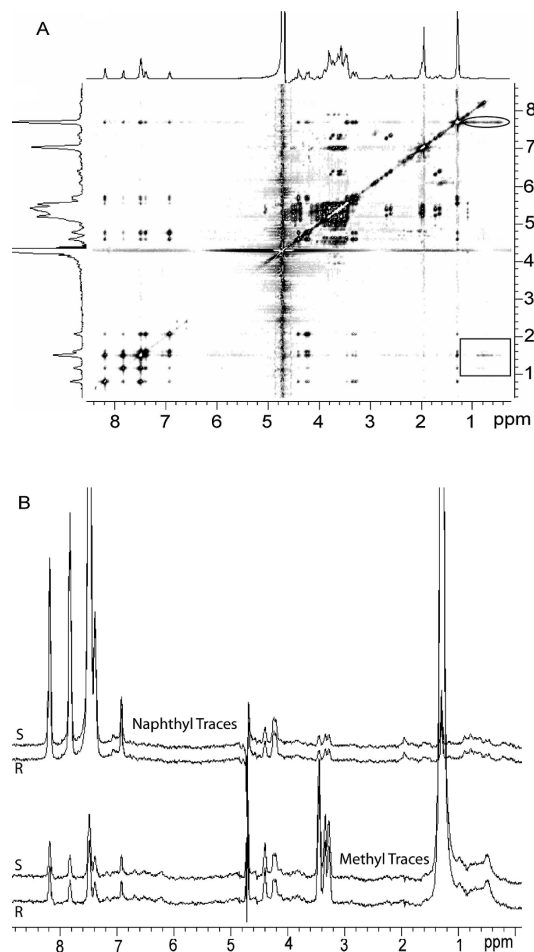 A
8
7
6
5
4
3
2
1
8 7 6 5 4 3 2 1
ppm
B
S
Naphthyl Traces
R
S
Methyl Traces
R
8 7 6 5 4 3 2 1 ppm